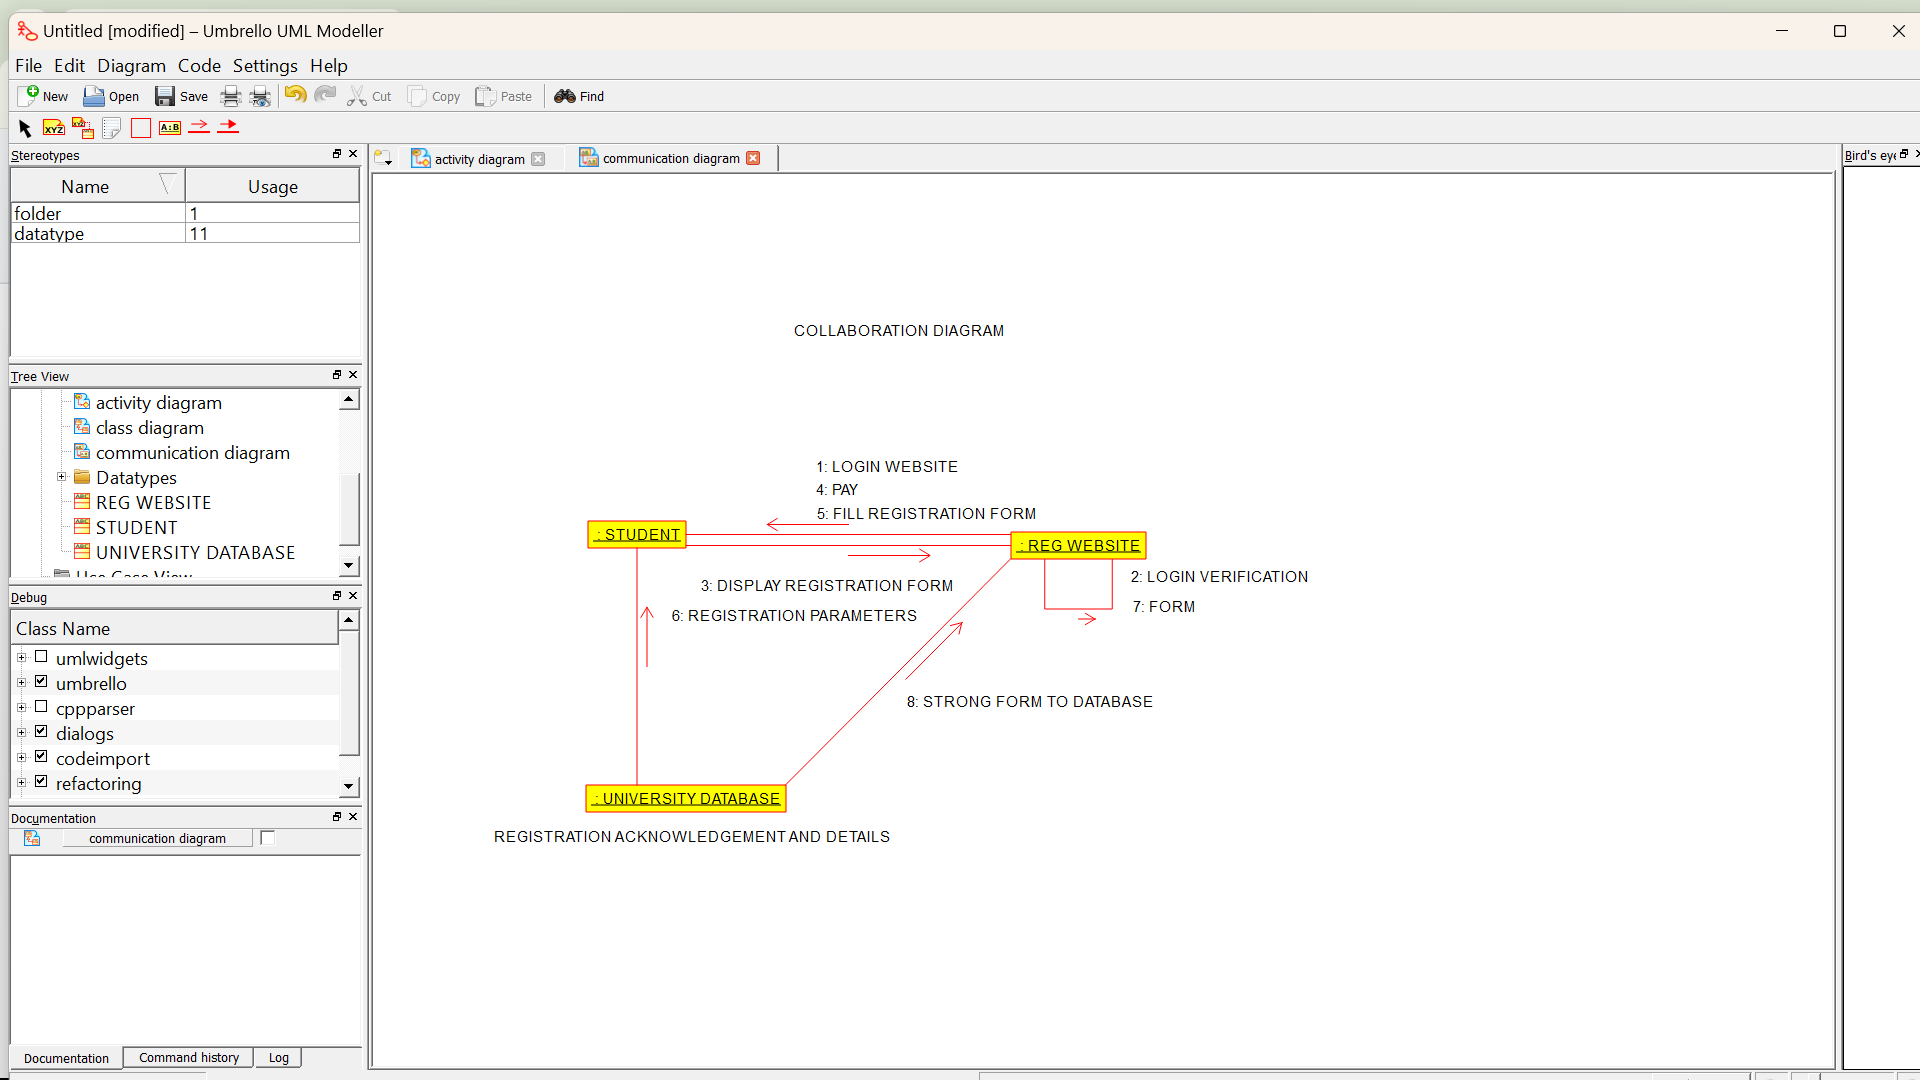 Untitled [modified] – Umbrello UML Modeller
File Edit Diagram Code Settings Help
New Open Save Cut Copy Paste Find
XYZ XYZ A:B
Stereotypes
Name Usage
folder 1
datatype 11
Tree View
activity diagram
class diagram
communication diagram
Datatypes
REG WEBSITE
STUDENT
UNIVERSITY DATABASE
Use Case View
Debug
Class Name
umlwidgets
umbrello
cppparser
dialogs
codeimport
refactoring
Documentation
communication diagram
Documentation Command history Log
activity diagram communication diagram
COLLABORATION DIAGRAM
1: LOGIN WEBSITE
4: PAY
5: FILL REGISTRATION FORM
: STUDENT
: REG WEBSITE
3: DISPLAY REGISTRATION FORM
2: LOGIN VERIFICATION
6: REGISTRATION PARAMETERS
7: FORM
8: STRONG FORM TO DATABASE
: UNIVERSITY DATABASE
REGISTRATION ACKNOWLEDGEMENT AND DETAILS
Bird's eye